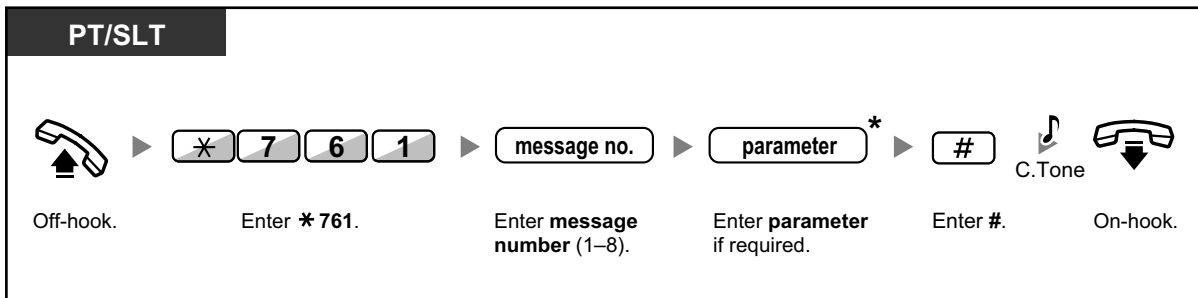 PT/SLT
✳ 7 6 1 message no. parameter * #
C.Tone
Off-hook. Enter ✳ 761. Enter message Enter parameter Enter #. On-hook.
number (1–8). if required.